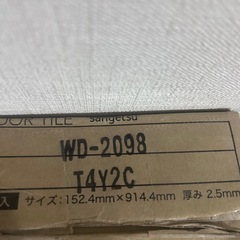 OOR TILE sangetsu
WD-2098
T4Y2C
入 サイズ:152.4mm×914.4mm 厚み 2.5mm